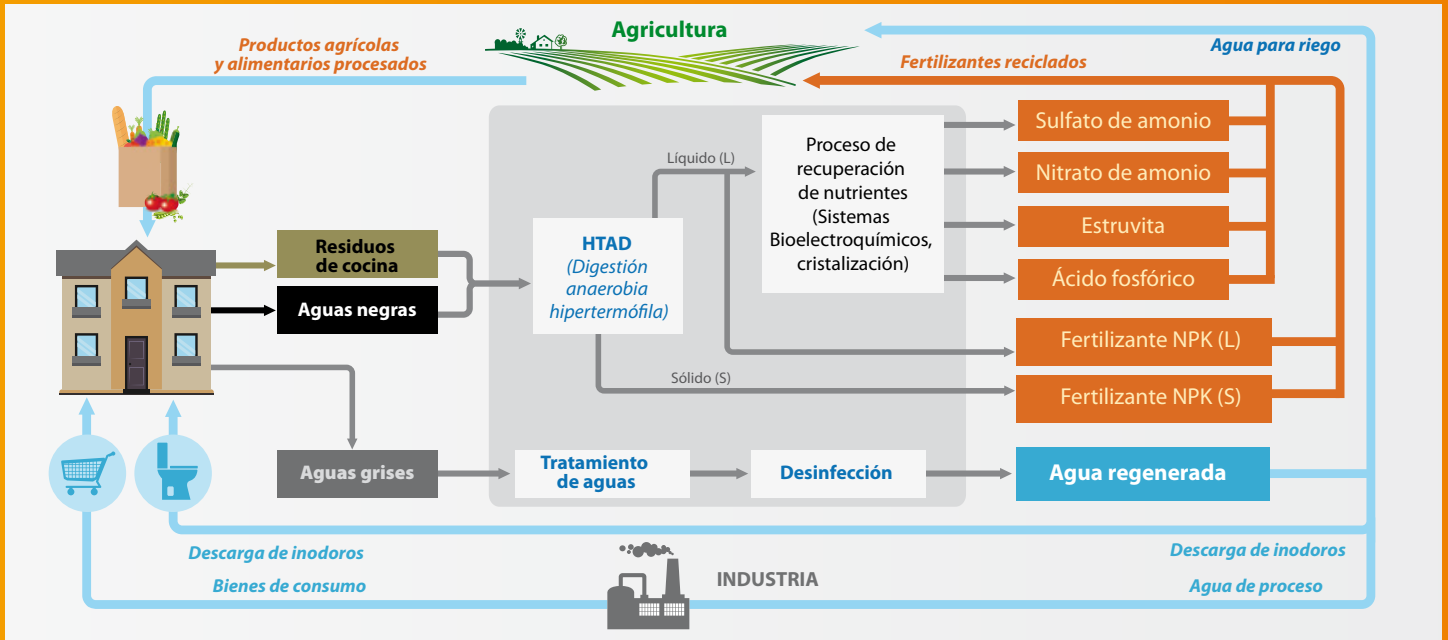 Agricultura
Productos agrícolas
y alimentarios procesados
Agua para riego
Fertilizantes reciclados
Líquido (L)
Proceso de
recuperación
de nutrientes
(Sistemas
Bioelectroquímicos,
cristalización)
Sulfato de amonio
Nitrato de amonio
Estruvita
Ácido fosfórico
Residuos
de cocina
Aguas negras
HTAD
(Digestión
anaerobia
hipertermófila)
Fertilizante NPK (L)
Sólido (S)
Fertilizante NPK (S)
Aguas grises
Tratamiento
de aguas
Desinfección
Agua regenerada
Descarga de inodoros
Descarga de inodoros
Bienes de consumo
INDUSTRIA
Agua de proceso